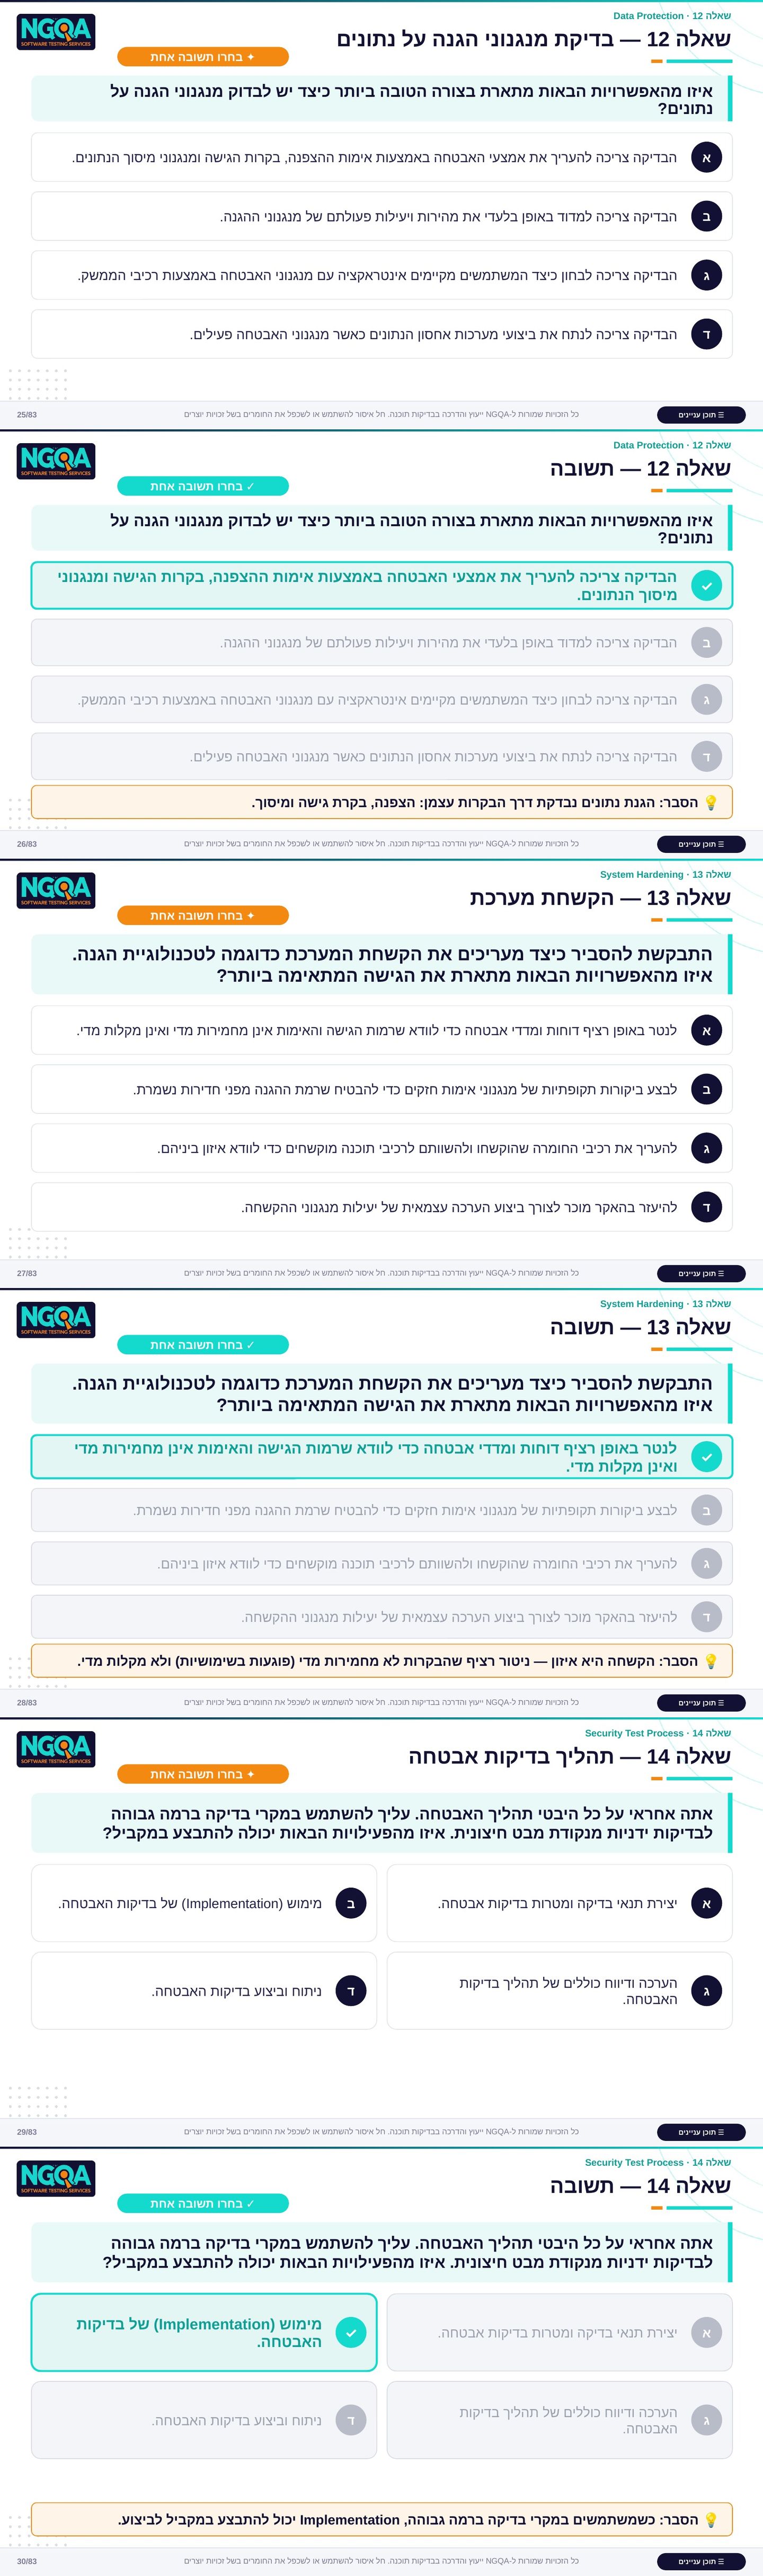 שאלה 12 · Data Protection
NGQA
SOFTWARE TESTING SERVICES
שאלה 12 — בדיקת מנגנוני הגנה על נתונים
✦ בחרו תשובה אחת
איזו מהאפשרויות הבאות מתארת בצורה הטובה ביותר כיצד יש לבדוק מנגנוני הגנה על
נתונים?
א הבדיקה צריכה להעריך את אמצעי האבטחה באמצעות אימות ההצפנה, בקרות הגישה ומנגנוני מיסוך הנתונים.
ב הבדיקה צריכה למדוד באופן בלעדי את מהירות ויעילות פעולתם של מנגנוני ההגנה.
ג הבדיקה צריכה לבחון כיצד המשתמשים מקיימים אינטראקציה עם מנגנוני האבטחה באמצעות רכיבי הממשק.
ד הבדיקה צריכה לנתח את ביצועי מערכות אחסון הנתונים כאשר מנגנוני האבטחה פעילים.
☰ תוכן עניינים
כל הזכויות שמורות ל-NGQA ייעוץ והדרכה בבדיקות תוכנה. חל איסור להשתמש או לשכפל את החומרים בשל זכויות יוצרים
25/83
שאלה 12 · Data Protection
NGQA
SOFTWARE TESTING SERVICES
שאלה 12 — תשובה
✓ בחרו תשובה אחת
איזו מהאפשרויות הבאות מתארת בצורה הטובה ביותר כיצד יש לבדוק מנגנוני הגנה על
נתונים?
✓ הבדיקה צריכה להעריך את אמצעי האבטחה באמצעות אימות ההצפנה, בקרות הגישה ומנגנוני
מיסוך הנתונים.
ב הבדיקה צריכה למדוד באופן בלעדי את מהירות ויעילות פעולתם של מנגנוני ההגנה.
ג הבדיקה צריכה לבחון כיצד המשתמשים מקיימים אינטראקציה עם מנגנוני האבטחה באמצעות רכיבי הממשק.
ד הבדיקה צריכה לנתח את ביצועי מערכות אחסון הנתונים כאשר מנגנוני האבטחה פעילים.
💡 הסבר: הגנת נתונים נבדקת דרך הבקרות עצמן: הצפנה, בקרת גישה ומיסוך.
☰ תוכן עניינים
כל הזכויות שמורות ל-NGQA ייעוץ והדרכה בבדיקות תוכנה. חל איסור להשתמש או לשכפל את החומרים בשל זכויות יוצרים
26/83
שאלה 13 · System Hardening
NGQA
SOFTWARE TESTING SERVICES
שאלה 13 — הקשחת מערכת
✦ בחרו תשובה אחת
התבקשת להסביר כיצד מעריכים את הקשחת המערכת כדוגמה לטכנולוגיית הגנה.
איזו מהאפשרויות הבאות מתארת את הגישה המתאימה ביותר?
א לנטר באופן רציף דוחות ומדדי אבטחה כדי לוודא שרמות הגישה והאימות אינן מחמירות מדי ואינן מקלות מדי.
ב לבצע ביקורות תקופתיות של מנגנוני אימות חזקים כדי להבטיח שרמת ההגנה מפני חדירות נשמרת.
ג להעריך את רכיבי החומרה שהוקשחו ולהשוותם לרכיבי תוכנה מוקשחים כדי לוודא איזון ביניהם.
ד להיעזר בהאקר מוכר לצורך ביצוע הערכה עצמאית של יעילות מנגנוני ההקשחה.
☰ תוכן עניינים
כל הזכויות שמורות ל-NGQA ייעוץ והדרכה בבדיקות תוכנה. חל איסור להשתמש או לשכפל את החומרים בשל זכויות יוצרים
27/83
שאלה 13 · System Hardening
NGQA
SOFTWARE TESTING SERVICES
שאלה 13 — תשובה
✓ בחרו תשובה אחת
התבקשת להסביר כיצד מעריכים את הקשחת המערכת כדוגמה לטכנולוגיית הגנה.
איזו מהאפשרויות הבאות מתארת את הגישה המתאימה ביותר?
✓ לנטר באופן רציף דוחות ומדדי אבטחה כדי לוודא שרמות הגישה והאימות אינן מחמירות מדי
ואינן מקלות מדי.
ב לבצע ביקורות תקופתיות של מנגנוני אימות חזקים כדי להבטיח שרמת ההגנה מפני חדירות נשמרת.
ג להעריך את רכיבי החומרה שהוקשחו ולהשוותם לרכיבי תוכנה מוקשחים כדי לוודא איזון ביניהם.
ד להיעזר בהאקר מוכר לצורך ביצוע הערכה עצמאית של יעילות מנגנוני ההקשחה.
💡 הסבר: הקשחה היא איזון — ניטור רציף שהבקרות לא מחמירות מדי (פוגעות בשימושיות) ולא מקלות מדי.
☰ תוכן עניינים
כל הזכויות שמורות ל-NGQA ייעוץ והדרכה בבדיקות תוכנה. חל איסור להשתמש או לשכפל את החומרים בשל זכויות יוצרים
28/83
שאלה 14 · Security Test Process
NGQA
SOFTWARE TESTING SERVICES
שאלה 14 — תהליך בדיקות אבטחה
✦ בחרו תשובה אחת
אתה אחראי על כל היבטי תהליך האבטחה. עליך להשתמש במקרי בדיקה ברמה גבוהה
לבדיקות ידניות מנקודת מבט חיצונית. איזו מהפעילויות הבאות יכולה להתבצע במקביל?
א יצירת תנאי בדיקה ומטרות בדיקות אבטחה.
ב מימוש (Implementation) של בדיקות האבטחה.
ג הערכה ודיווח כוללים של תהליך בדיקות
האבטחה.
ד ניתוח וביצוע בדיקות האבטחה.
☰ תוכן עניינים
כל הזכויות שמורות ל-NGQA ייעוץ והדרכה בבדיקות תוכנה. חל איסור להשתמש או לשכפל את החומרים בשל זכויות יוצרים
29/83
שאלה 14 · Security Test Process
NGQA
SOFTWARE TESTING SERVICES
שאלה 14 — תשובה
✓ בחרו תשובה אחת
אתה אחראי על כל היבטי תהליך האבטחה. עליך להשתמש במקרי בדיקה ברמה גבוהה
לבדיקות ידניות מנקודת מבט חיצונית. איזו מהפעילויות הבאות יכולה להתבצע במקביל?
א יצירת תנאי בדיקה ומטרות בדיקות אבטחה.
✓ מימוש (Implementation) של בדיקות
האבטחה.
ג הערכה ודיווח כוללים של תהליך בדיקות
האבטחה.
ד ניתוח וביצוע בדיקות האבטחה.
💡 הסבר: כשמשתמשים במקרי בדיקה ברמה גבוהה, Implementation יכול להתבצע במקביל לביצוע.
☰ תוכן עניינים
כל הזכויות שמורות ל-NGQA ייעוץ והדרכה בבדיקות תוכנה. חל איסור להשתמש או לשכפל את החומרים בשל זכויות יוצרים
30/83